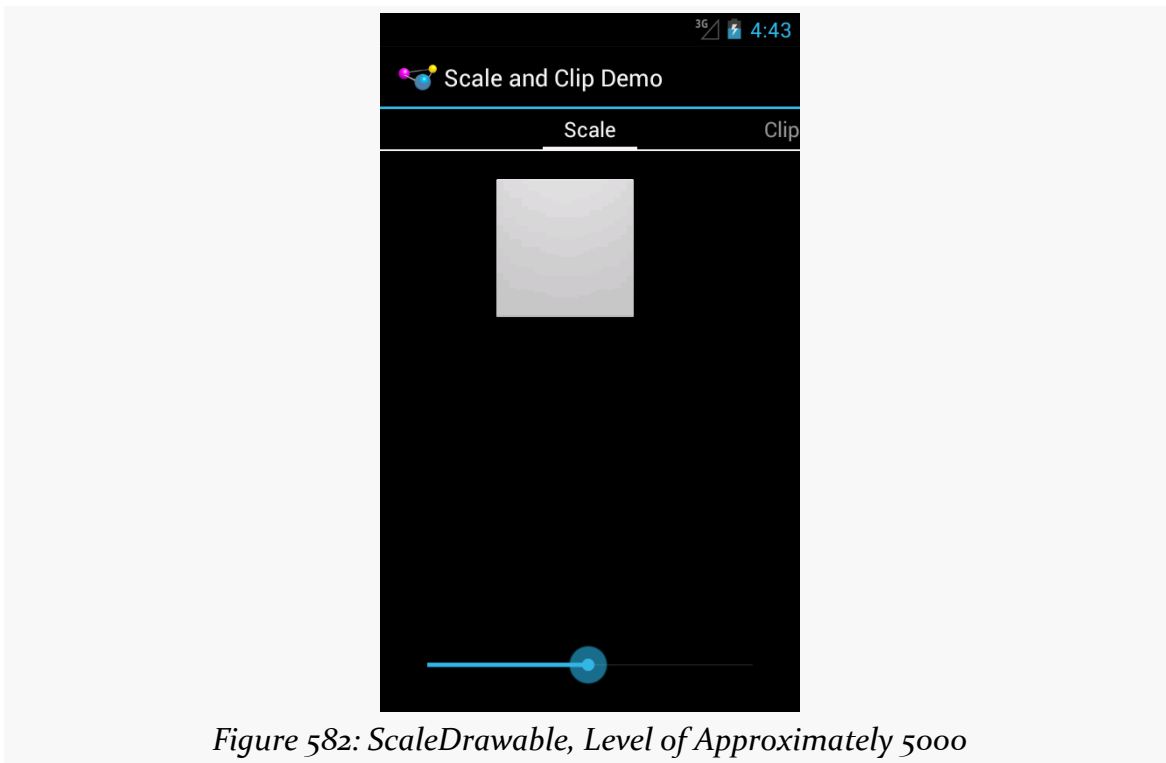 3G 4:43
Scale and Clip Demo
Scale Clip
Figure 582: ScaleDrawable, Level of Approximately 5000